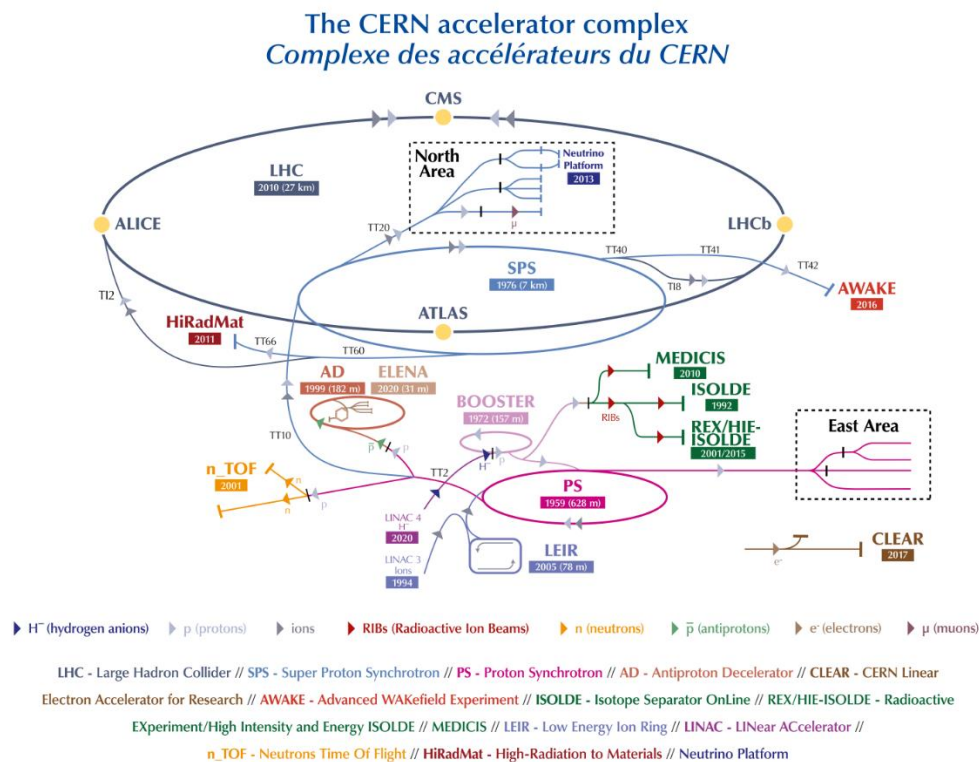 The CERN accelerator complex
Complexe des accélérateurs du CERN
CMS
North
Area
Neutrino
Platform
2013
LHC
2010 (27 km)
μ
ALICE
LHCb
TT20
TT40
TT41
SPS
1976 (7 km)
TI8
TT42
TI2
AWAKE
2016
ATLAS
HiRadMat
2011
TT66
TT60
AD
1999 (182 m)
ELENA
2020 (31 m)
MEDICIS
2010
BOOSTER
1972 (157 m)
ISOLDE
1992
RIBs
REX/HIE-
ISOLDE
2001/2015
East Area
TT10
p̅
p
TT2
H⁻
p
n_TOF
2001
n
n
p
PS
1959 (628 m)
LINAC 4
H⁻
2020
LINAC 3
Ions
1994
LEIR
2005 (78 m)
CLEAR
2017
e⁻
H⁻ (hydrogen anions) p (protons) ions RIBs (Radioactive Ion Beams) n (neutrons) p̅ (antiprotons) e⁻ (electrons) μ (muons)
LHC - Large Hadron Collider // SPS - Super Proton Synchrotron // PS - Proton Synchrotron // AD - Antiproton Decelerator // CLEAR - CERN Linear
Electron Accelerator for Research // AWAKE - Advanced WAKefield Experiment // ISOLDE - Isotope Separator OnLine // REX/HIE-ISOLDE - Radioactive
EXperiment/High Intensity and Energy ISOLDE // MEDICIS // LEIR - Low Energy Ion Ring // LINAC - LINear ACcelerator //
n_TOF - Neutrons Time Of Flight // HiRadMat - High-Radiation to Materials // Neutrino Platform